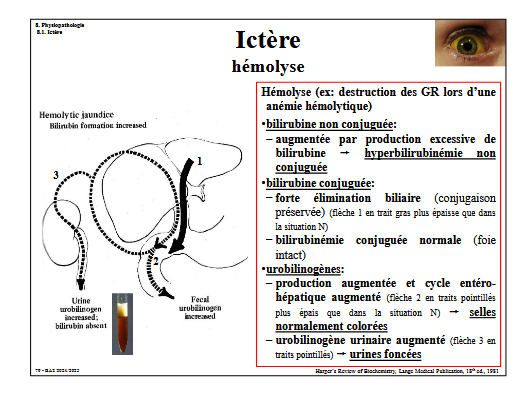 8. Physiopathologie
8.1. Ictère
Ictère
hémolyse
Hémolyse (ex: destruction des GR lors d’une
anémie hémolytique)
•bilirubine non conjuguée:
– augmentée par production excessive de
bilirubine → hyperbilirubinémie non
conjuguée
•bilirubine conjuguée:
– forte élimination biliaire (conjugaison
préservée) (flèche 1 en trait gras plus épaisse que dans
la situation N)
– bilirubinémie conjuguée normale (foie
intact)
•urobilinogènes:
– production augmentée et cycle entéro-
hépatique augmenté (flèche 2 en traits pointillés
plus épais que dans la situation N) → selles
normalement colorées
– urobilinogène urinaire augmenté (flèche 3 en
traits pointillés) → urines foncées
Hemolytic jaundice
Bilirubin formation increased
1
3
2
Urine
urobilinogen
increased;
bilirubin absent
Fecal
urobilinogen
increased
Harper's Review of Biochemistry, Lange Medical Publication, 18th ed., 1981